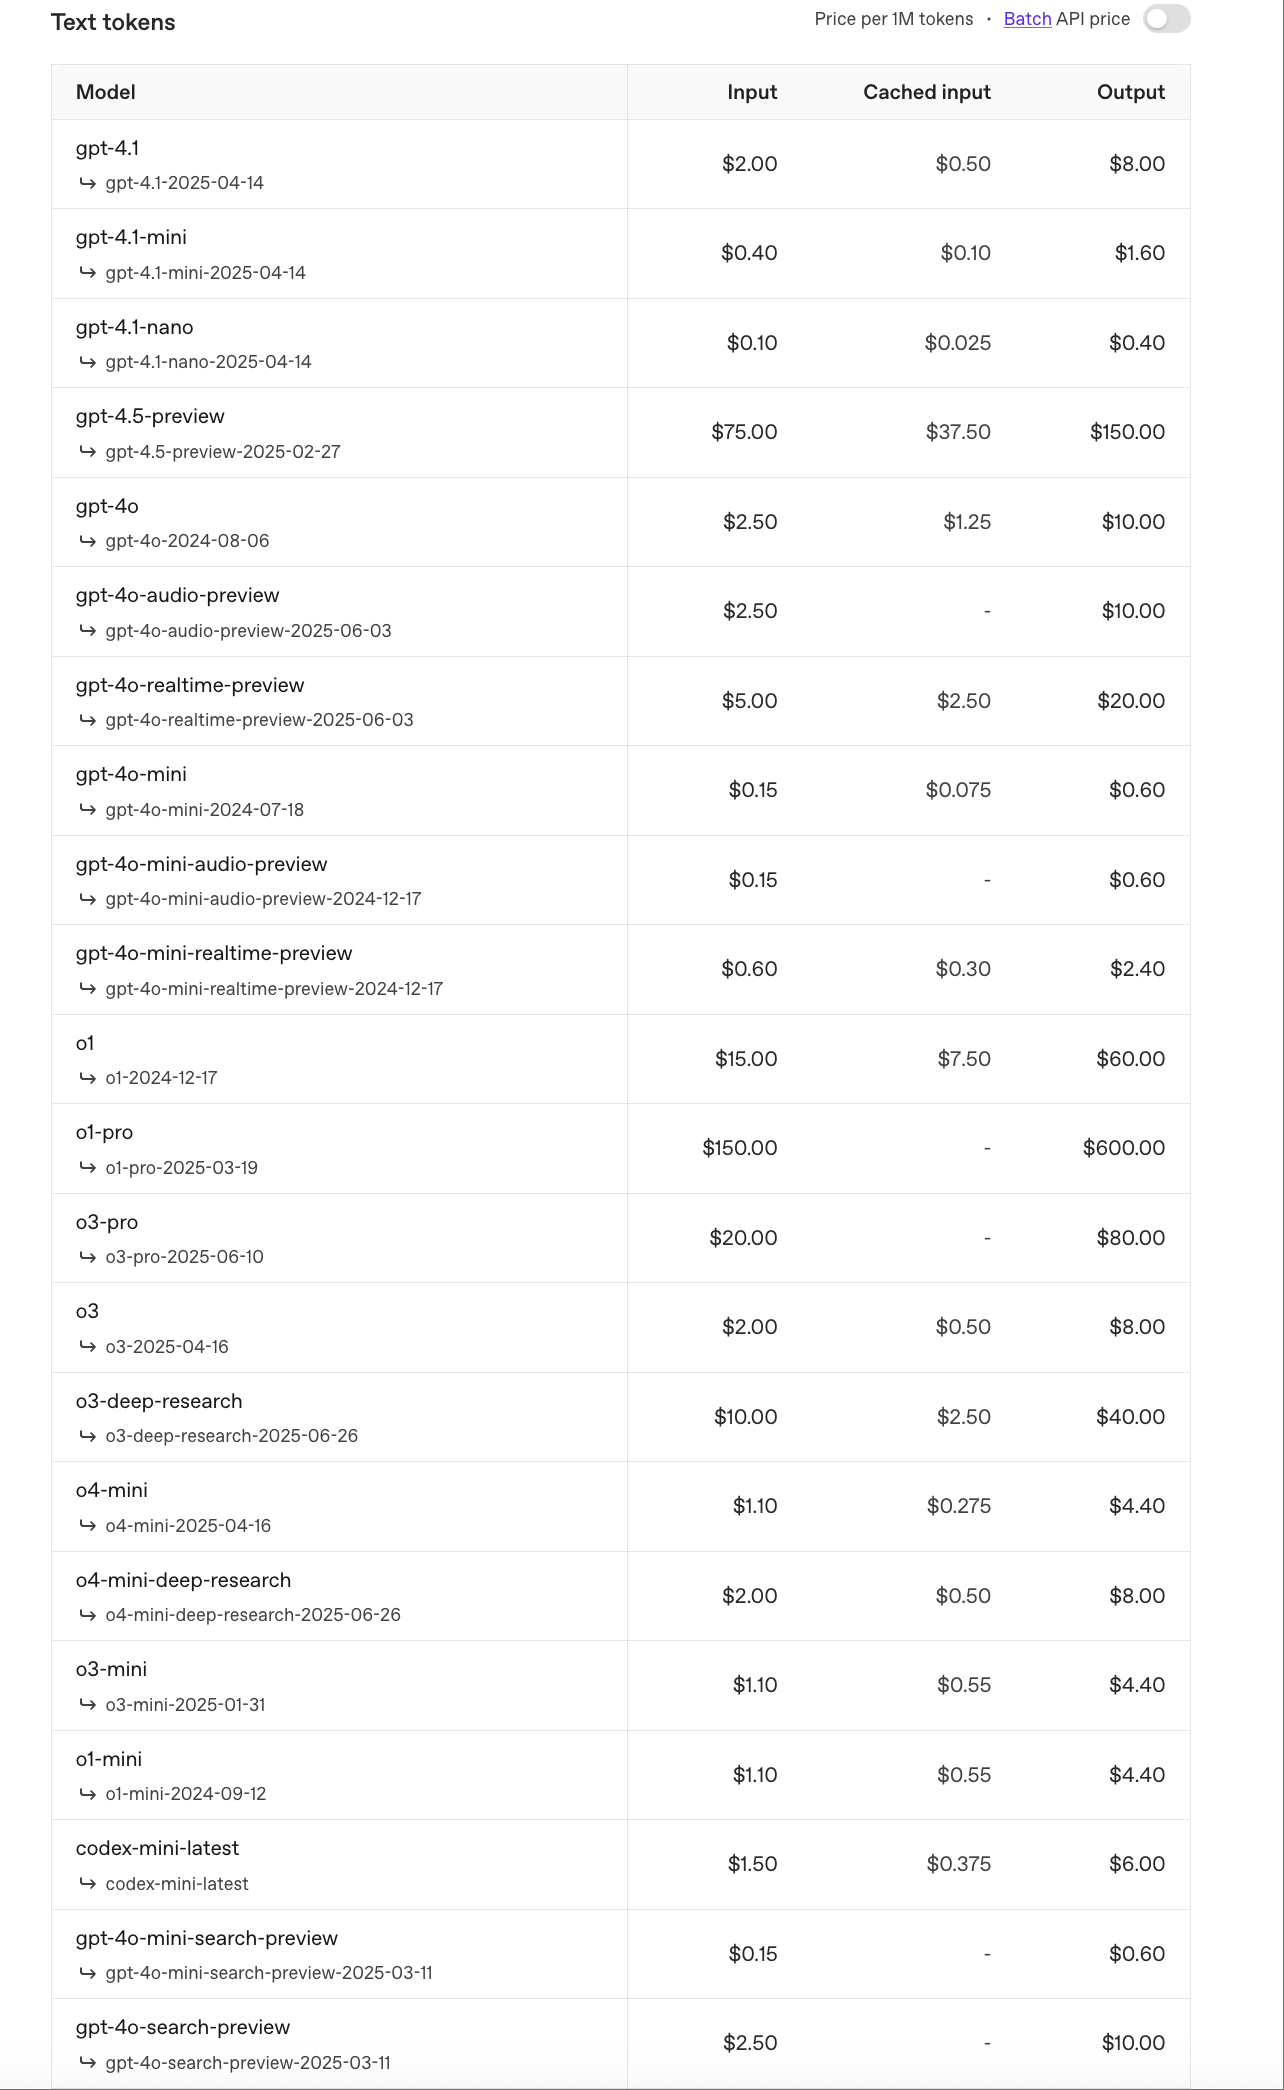 Text tokens
Price per 1M tokens · Batch API price
Model Input Cached input Output
gpt-4.1
↳ gpt-4.1-2025-04-14
$2.00 $0.50 $8.00
gpt-4.1-mini
↳ gpt-4.1-mini-2025-04-14
$0.40 $0.10 $1.60
gpt-4.1-nano
↳ gpt-4.1-nano-2025-04-14
$0.10 $0.025 $0.40
gpt-4.5-preview
↳ gpt-4.5-preview-2025-02-27
$75.00 $37.50 $150.00
gpt-4o
↳ gpt-4o-2024-08-06
$2.50 $1.25 $10.00
gpt-4o-audio-preview
↳ gpt-4o-audio-preview-2025-06-03
$2.50 - $10.00
gpt-4o-realtime-preview
↳ gpt-4o-realtime-preview-2025-06-03
$5.00 $2.50 $20.00
gpt-4o-mini
↳ gpt-4o-mini-2024-07-18
$0.15 $0.075 $0.60
gpt-4o-mini-audio-preview
↳ gpt-4o-mini-audio-preview-2024-12-17
$0.15 - $0.60
gpt-4o-mini-realtime-preview
↳ gpt-4o-mini-realtime-preview-2024-12-17
$0.60 $0.30 $2.40
o1
↳ o1-2024-12-17
$15.00 $7.50 $60.00
o1-pro
↳ o1-pro-2025-03-19
$150.00 - $600.00
o3-pro
↳ o3-pro-2025-06-10
$20.00 - $80.00
o3
↳ o3-2025-04-16
$2.00 $0.50 $8.00
o3-deep-research
↳ o3-deep-research-2025-06-26
$10.00 $2.50 $40.00
o4-mini
↳ o4-mini-2025-04-16
$1.10 $0.275 $4.40
o4-mini-deep-research
↳ o4-mini-deep-research-2025-06-26
$2.00 $0.50 $8.00
o3-mini
↳ o3-mini-2025-01-31
$1.10 $0.55 $4.40
o1-mini
↳ o1-mini-2024-09-12
$1.10 $0.55 $4.40
codex-mini-latest
↳ codex-mini-latest
$1.50 $0.375 $6.00
gpt-4o-mini-search-preview
↳ gpt-4o-mini-search-preview-2025-03-11
$0.15 - $0.60
gpt-4o-search-preview
↳ gpt-4o-search-preview-2025-03-11
$2.50 - $10.00